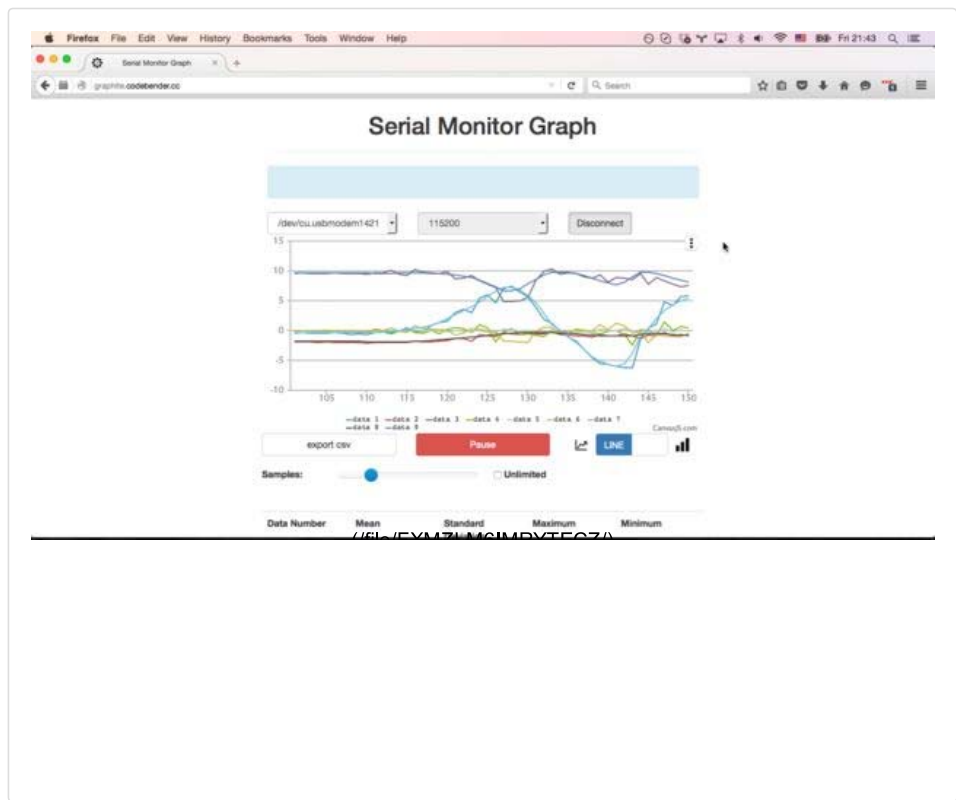 Firefox File Edit View History Bookmarks Tools Window Help Fri 21:43
Serial Monitor Graph
graphite.codebender.cc Search
Serial Monitor Graph
/dev/cu.usbmodem1421 115200 Disconnect
15
10
5
0
-5
-10
105 110 115 120 125 130 135 140 145 150
data 1 data 2 data 3 data 4 data 5 data 6 data 7
data 8 data 9
CanvasJS.com
export csv Pause LINE
Samples: Unlimited
Data Number Mean Standard Maximum Minimum